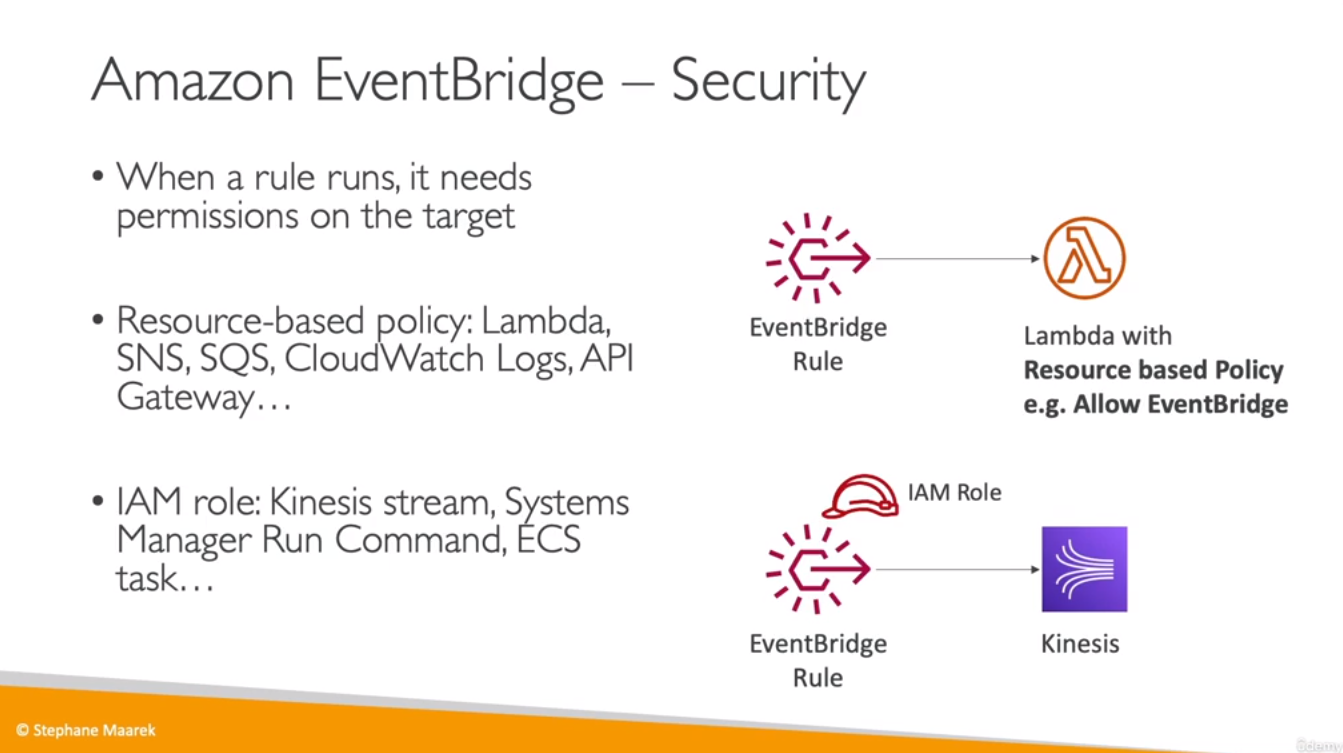 Amazon EventBridge – Security
• When a rule runs, it needs
permissions on the target
• Resource-based policy: Lambda,
SNS, SQS, CloudWatch Logs, API
Gateway…
• IAM role: Kinesis stream, Systems
Manager Run Command, ECS
task…
EventBridge
Rule
Lambda with
Resource based Policy
e.g. Allow EventBridge
IAM Role
EventBridge
Rule
Kinesis
© Stephane Maarek
Udemy